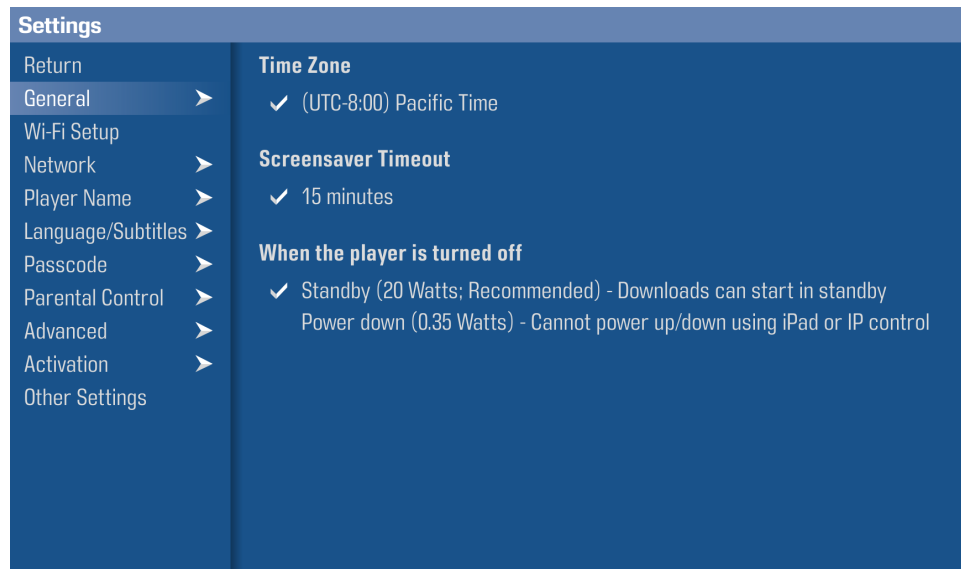 Settings
Return
General
Wi-Fi Setup
Network
Player Name
Language/Subtitles
Passcode
Parental Control
Advanced
Activation
Other Settings
Time Zone
(UTC-8:00) Pacific Time
Screensaver Timeout
15 minutes
When the player is turned off
Standby (20 Watts; Recommended) - Downloads can start in standby
Power down (0.35 Watts) - Cannot power up/down using iPad or IP control